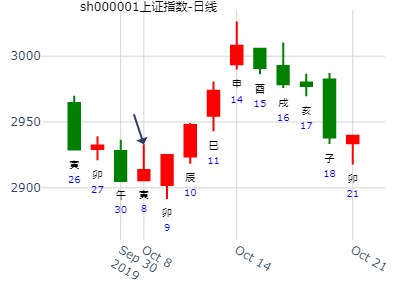 sh000001上证指数-日线
3000
2950
2900
寅
26
卯
27
午
30
寅
8
卯
9
辰
10
巳
11
申
14
酉
15
戌
16
亥
17
子
18
卯
21
Sep 30
2019
Oct 8
Oct 14
Oct 21